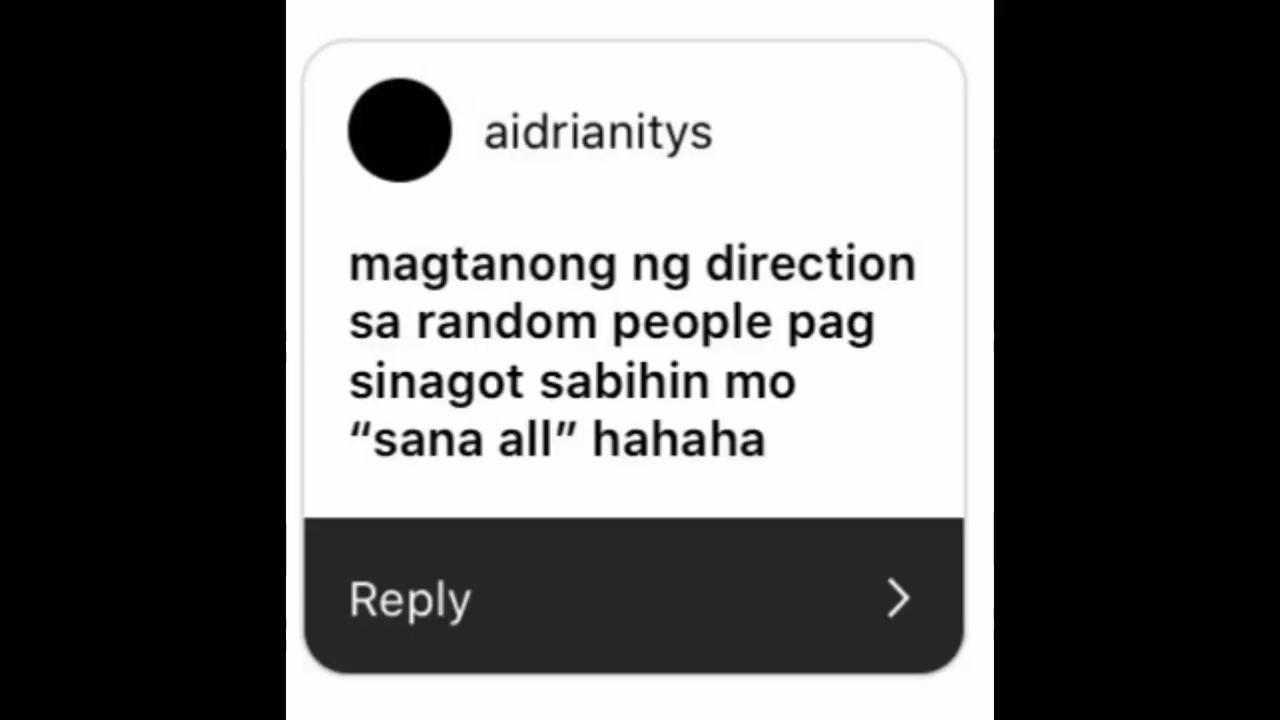 aidrianitys
magtanong ng direction
sa random people pag
sinagot sabihin mo
“sana all” hahaha
Reply